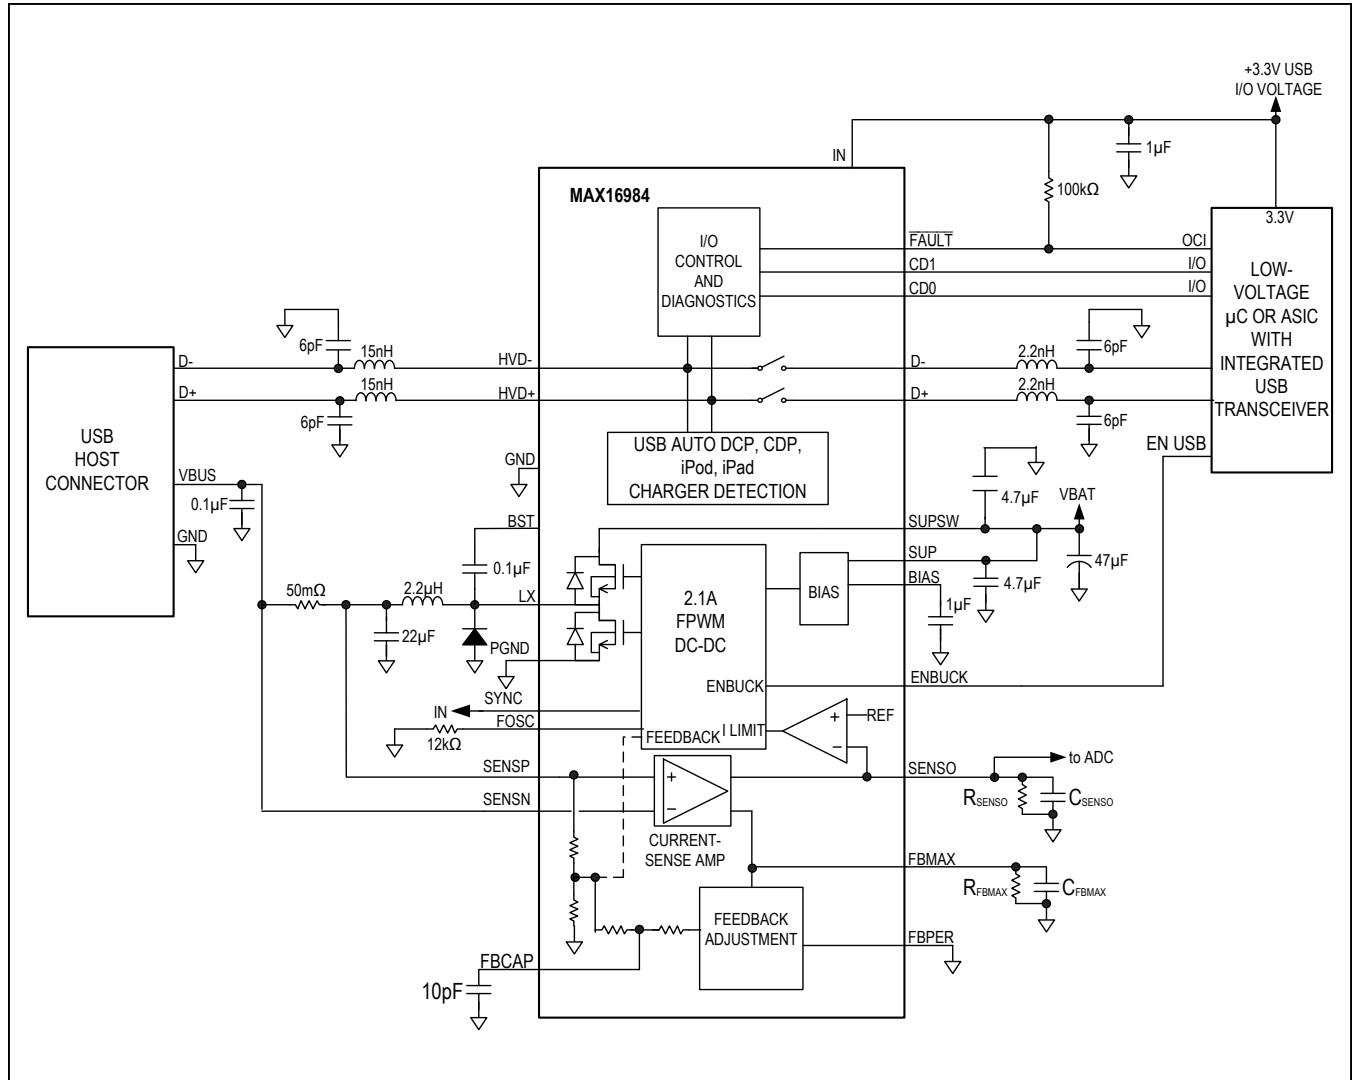 +3.3V USB
I/O VOLTAGE
1µF
IN
100kΩ
MAX16984
3.3V
I/O
CONTROL
AND
DIAGNOSTICS
FAULT
OCI
CD1
I/O
CD0
I/O
LOW-
VOLTAGE
µC OR ASIC
WITH
INTEGRATED
USB
TRANSCEIVER
6pF
15nH
D-
HVD-
D-
2.2nH
6pF
15nH
D+
HVD+
D+
2.2nH
6pF
6pF
USB
HOST
CONNECTOR
USB AUTO DCP, CDP,
iPod, iPad
CHARGER DETECTION
EN USB
GND
VBUS
0.1µF
4.7µF
VBAT
BST
SUPSW
GND
0.1µF
SUP
47µF
BIAS
BIAS
4.7µF
50mΩ
2.2µH
LX
2.1A
FPWM
DC-DC
1µF
22µF
PGND
ENBUCK
ENBUCK
SYNC
IN
FOSC
12kΩ
FEEDBACK
I LIMIT
+
REF
−
SENSP
+
SENSO
to ADC
SENSN
−
RSENSO
CSENSO
CURRENT-
SENSE AMP
FBMAX
RFBMAX
CFBMAX
FEEDBACK
ADJUSTMENT
FBPER
FBCAP
10pF